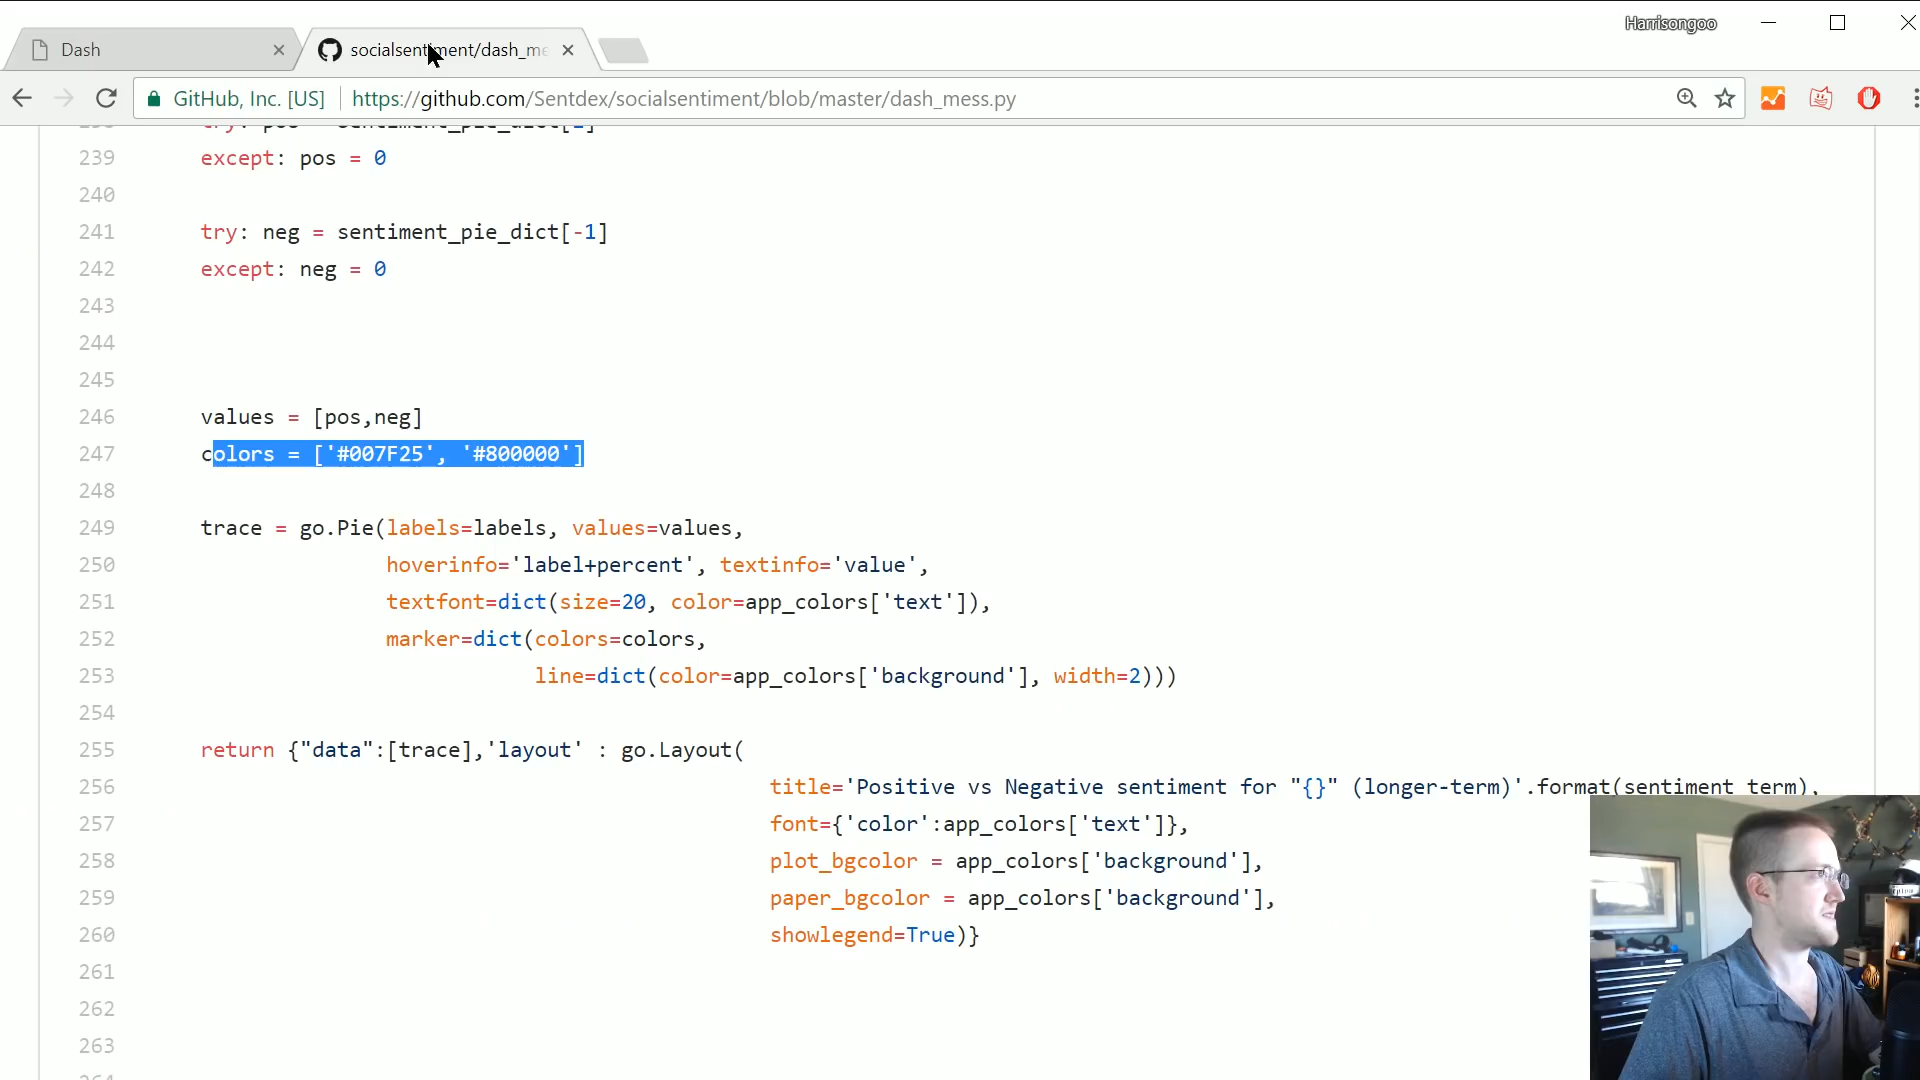 Harrisongoo
Dash
socialsentiment/dash_me
GitHub, Inc. [US]
https://github.com/Sentdex/socialsentiment/blob/master/dash_mess.py
239 except: pos = 0
240
241 try: neg = sentiment_pie_dict[-1]
242 except: neg = 0
243
244
245
246 values = [pos,neg]
247 colors = ['#007F25', '#800000']
248
249 trace = go.Pie(labels=labels, values=values,
250 hoverinfo='label+percent', textinfo='value',
251 textfont=dict(size=20, color=app_colors['text']),
252 marker=dict(colors=colors,
253 line=dict(color=app_colors['background'], width=2)))
254
255 return {"data":[trace],'layout' : go.Layout(
256 title='Positive vs Negative sentiment for "{}" (longer-term)'.format(sentiment_term),
257 font={'color':app_colors['text']},
258 plot_bgcolor = app_colors['background'],
259 paper_bgcolor = app_colors['background'],
260 showlegend=True)}
261
262
263